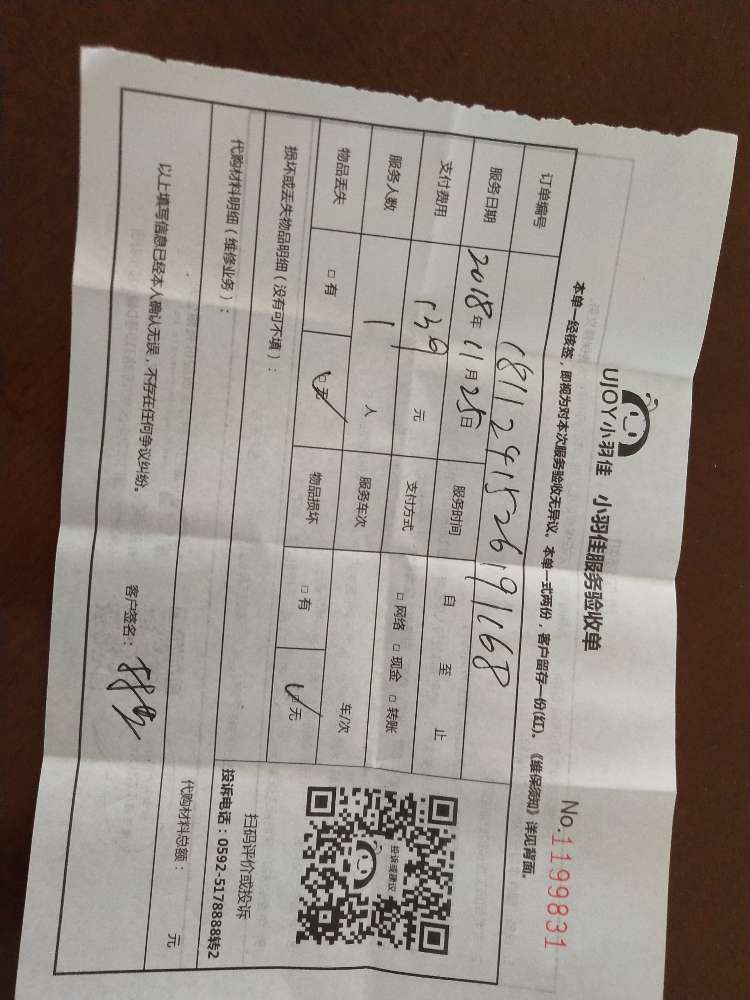 UJOY小羽佳 小羽佳服务验收单
No.1199831
本单一经核签，即视为对本次服务验收无异议。本单一式两份，客户留存一份(红)。《维保须知》详见背面。
订单编号 18112415269168
服务日期 2018年11月25日 服务时间 自 至 止
支付费用 139 元 支付方式 □ 网络 □ 现金 □ 转账
服务人数 1 人 服务车次 车/次
物品丢失 □ 有 □ 无 物品损坏 □ 有 □ 无
损坏或丢失物品明细（没有可不填）：
代购材料明细（维修业务）：
代购材料总额： 元
以上填写信息已经本人确认无误，不存在任何争议纠纷。
客户签名：
投诉或建议
扫码评价或投诉
投诉电话：0592-5178888转2